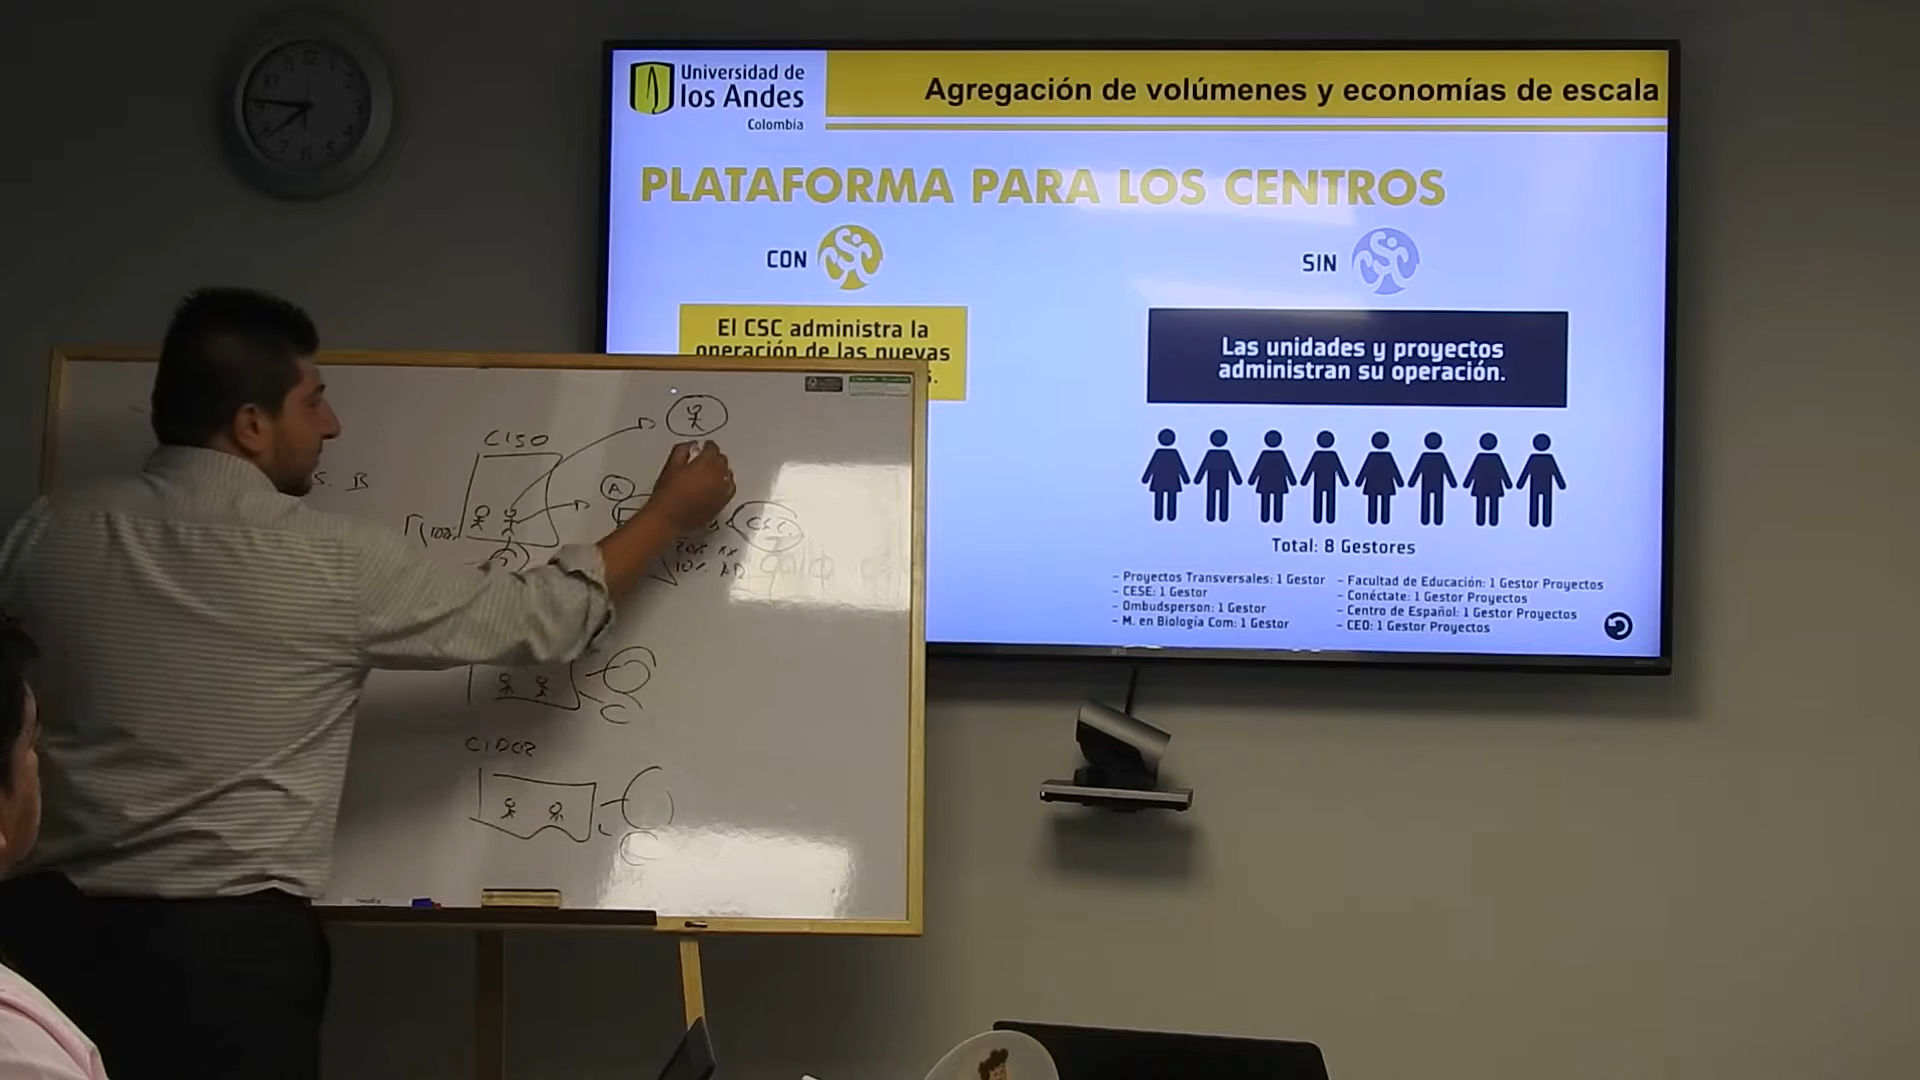 Universidad de
los Andes
Colombia
Agregación de volúmenes y economías de escala
PLATAFORMA PARA LOS CENTROS
CON CSC
SIN CSC
El CSC administra la
operación de las nuevas
Las unidades y proyectos
administran su operación.
Total: 8 Gestores
- Proyectos Transversales: 1 Gestor
- CESE: 1 Gestor
- Ombudsperson: 1 Gestor
- M. en Biología Com: 1 Gestor
- Facultad de Educación: 1 Gestor Proyectos
- Conéctate: 1 Gestor Proyectos
- Centro de Español: 1 Gestor Proyectos
- CEO: 1 Gestor Proyectos
CISO
S. B
A
CSC
C